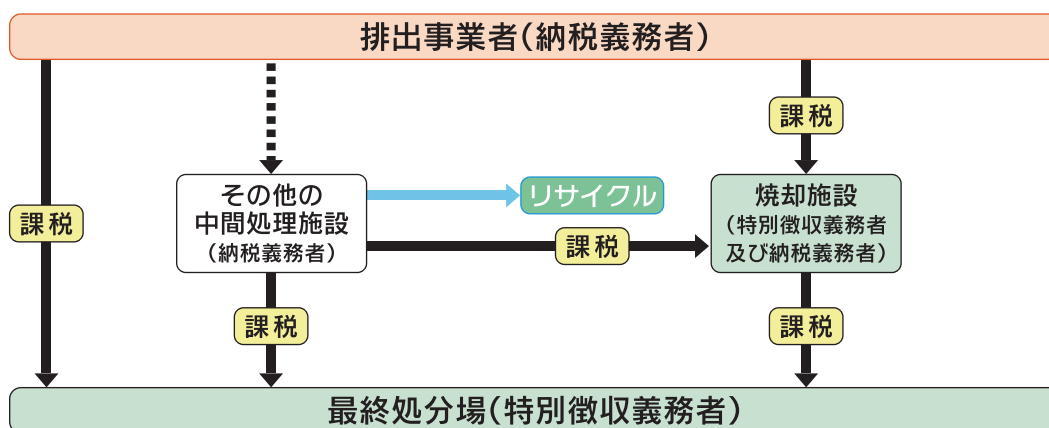 排出事業者（納税義務者）
課税
その他の
中間処理施設
（納税義務者）
リサイクル
焼却施設
（特別徴収義務者
及び納税義務者）
課税
課税
課税
課税
最終処分場（特別徴収義務者）